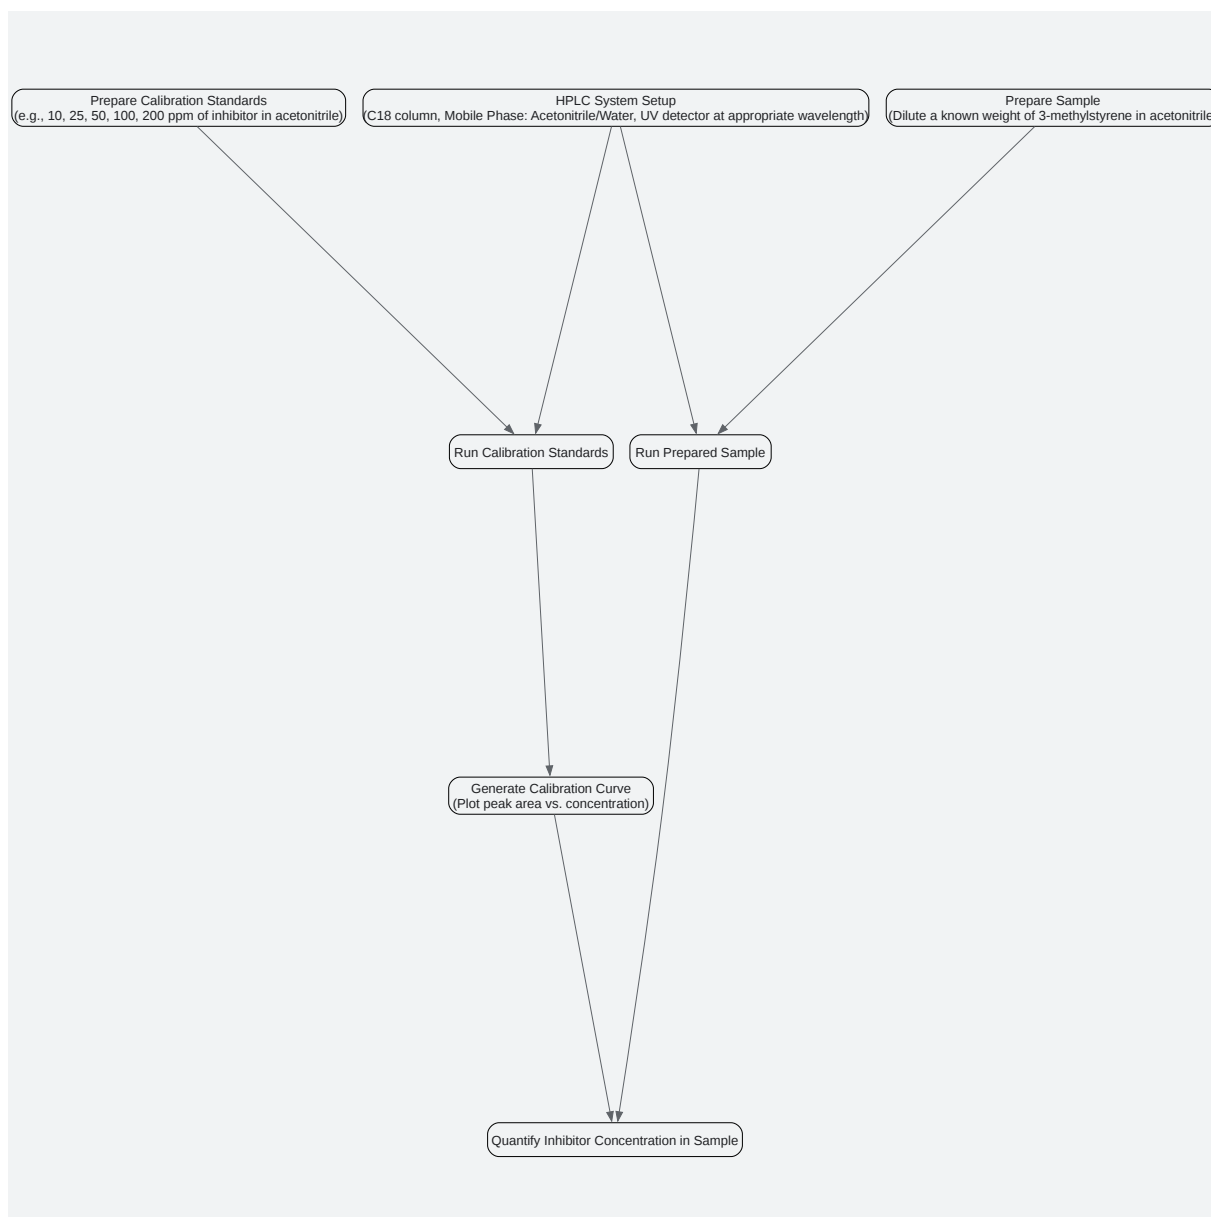 Prepare Calibration Standards
(e.g., 10, 25, 50, 100, 200 ppm of inhibitor in acetonitrile)
HPLC System Setup
(C18 column, Mobile Phase: Acetonitrile/Water, UV detector at appropriate wavelength)
Prepare Sample
(Dilute a known weight of 3-methylstyrene in acetonitrile
Run Calibration Standards
Run Prepared Sample
Generate Calibration Curve
(Plot peak area vs. concentration)
Quantify Inhibitor Concentration in Sample